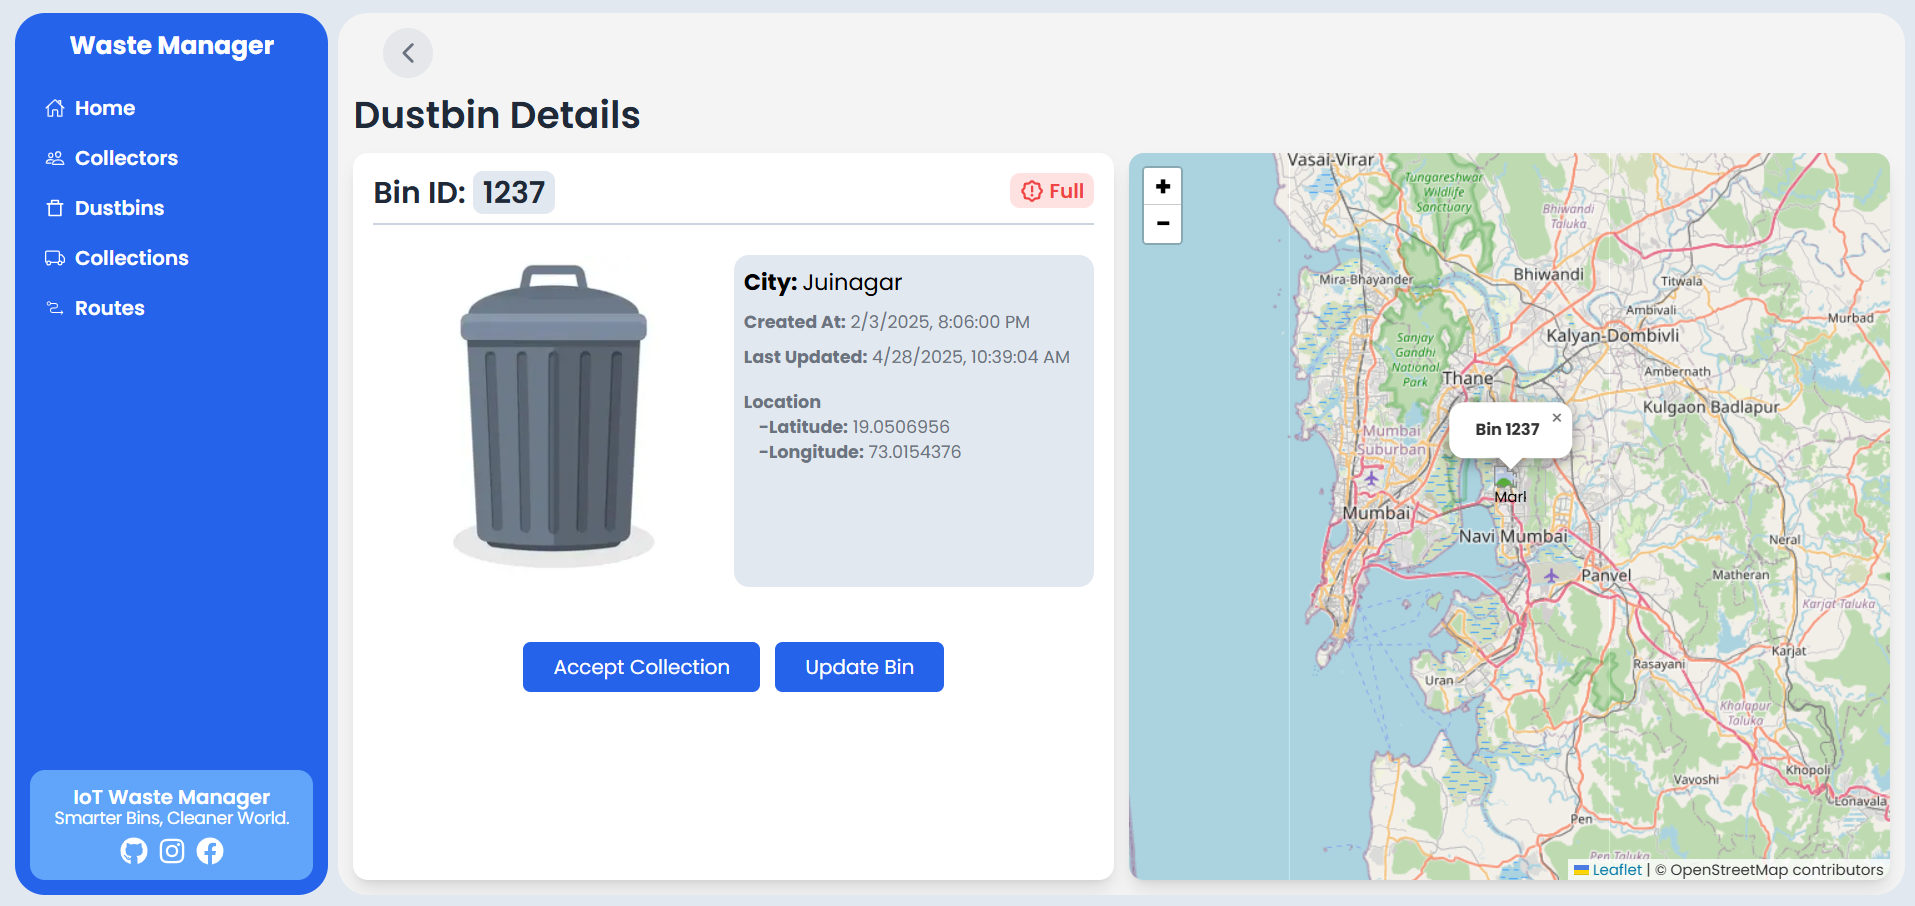 Waste Manager
Home
Collectors
Dustbins
Collections
Routes
IoT Waste Manager
Smarter Bins, Cleaner World.
Dustbin Details
Bin ID: 1237
Full
City: Juinagar
Created At: 2/3/2025, 8:06:00 PM
Last Updated: 4/28/2025, 10:39:04 AM
Location
-Latitude: 19.0506956
-Longitude: 73.0154376
Accept Collection
Update Bin
+
-
Vasai-Virar
Tungareshwar
Wildlife
Sanctuary
Bhiwandi
Taluka
Mira-Bhayander
Bhiwandi
Titwala
Ambivali
Murbad
Kalyan-Dombivli
Sanjay
Gandhi
National
Park
Thane
Ambernath
Kulgaon Badlapur
Mumbai
Suburban
Bin 1237
×
Mark
Mumbai
Navi Mumbai
Neral
Panvel
Matheran
Karjat Taluka
Karjat
Rasayani
Uran
Khalapur
Taluka
Khopoli
Vavoshi
Lonavala
Pen
Pen Taluka
Leaflet | © OpenStreetMap contributors